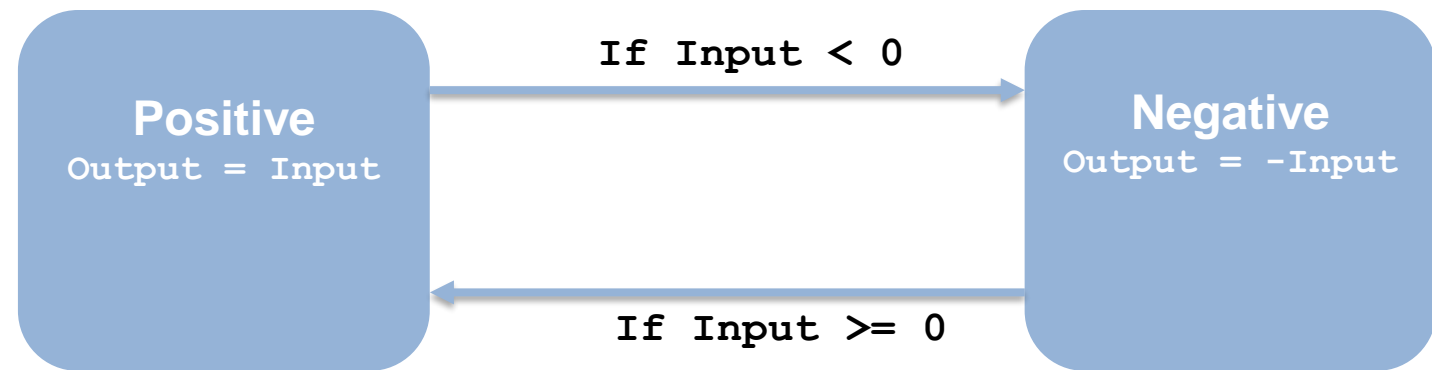 If Input < 0
Positive
Output = Input
Negative
Output = -Input
If Input >= 0